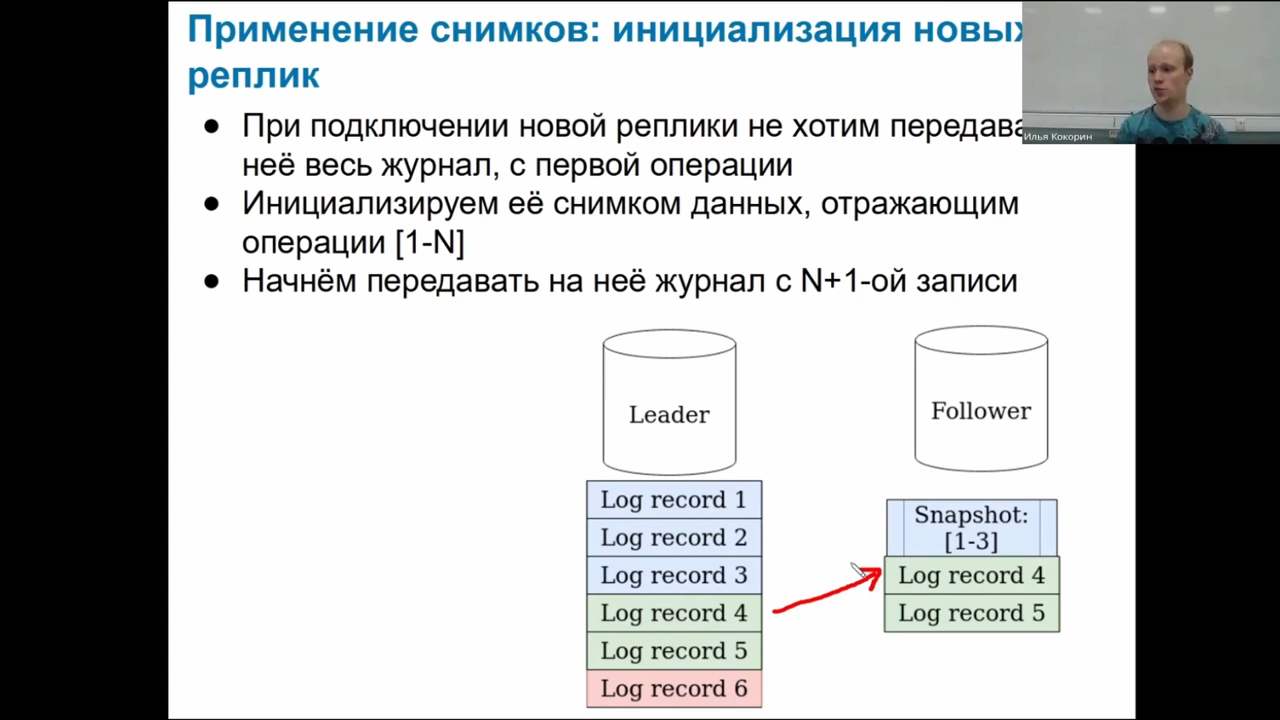 Применение снимков: инициализация новых
реплик
● При подключении новой реплики не хотим
неё весь журнал, с первой операции
● Инициализируем её снимком данных, отражающим
операции [1-N]
● Начнём передавать на неё журнал с N+1-ой записи
Илья Кокорин
Leader
Follower
Log record 1
Log record 2
Log record 3
Log record 4
Log record 5
Log record 6
Snapshot:
[1-3]
Log record 4
Log record 5